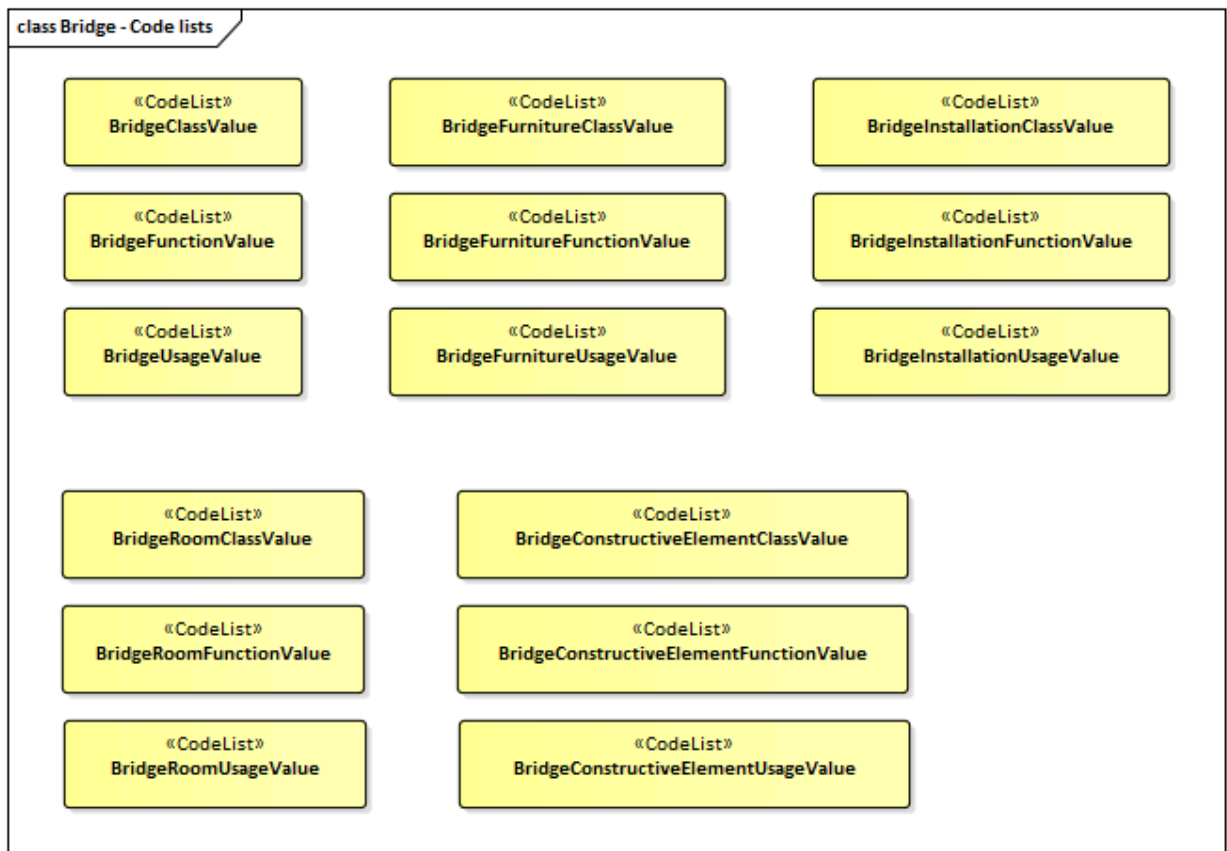 class Bridge - Code lists
«CodeList»
BridgeClassValue
«CodeList»
BridgeFurnitureClassValue
«CodeList»
BridgeInstallationClassValue
«CodeList»
BridgeFunctionValue
«CodeList»
BridgeFurnitureFunctionValue
«CodeList»
BridgeInstallationFunctionValue
«CodeList»
BridgeUsageValue
«CodeList»
BridgeFurnitureUsageValue
«CodeList»
BridgeInstallationUsageValue
«CodeList»
BridgeRoomClassValue
«CodeList»
BridgeConstructiveElementClassValue
«CodeList»
BridgeRoomFunctionValue
«CodeList»
BridgeConstructiveElementFunctionValue
«CodeList»
BridgeRoomUsageValue
«CodeList»
BridgeConstructiveElementUsageValue